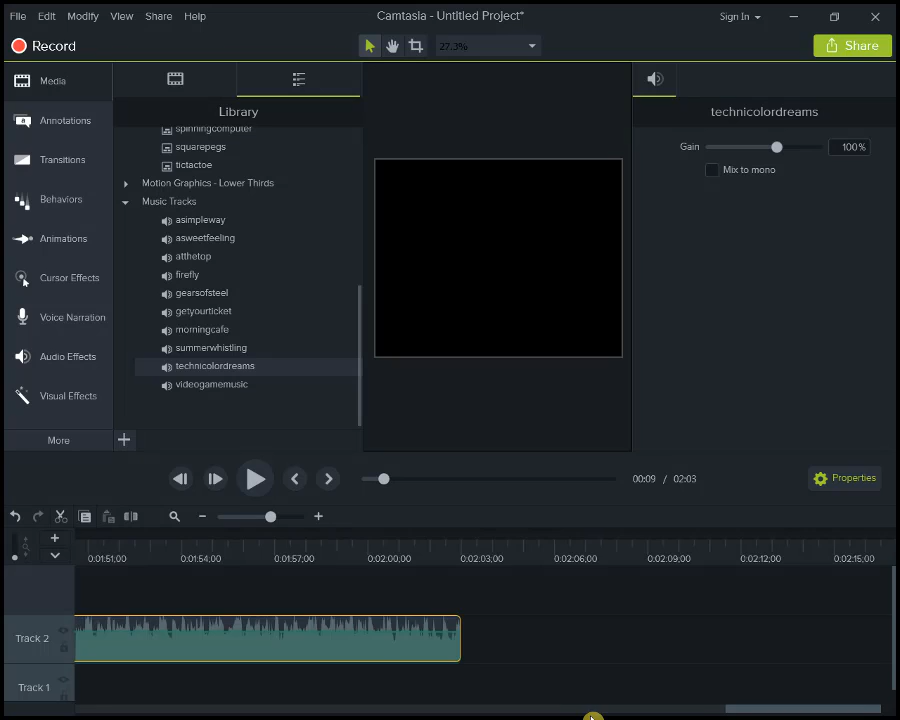 File Edit Modify View Share Help Camtasia - Untitled Project* Sign In
Record 27.3% Share
Media
Annotations
Transitions
Behaviors
Animations
Cursor Effects
Voice Narration
Audio Effects
Visual Effects
More
Library
spinningcomputer
squarepegs
tictactoe
Motion Graphics - Lower Thirds
Music Tracks
asimpleway
asweetfeeling
atthetop
firefly
gearsofsteel
getyourticket
morningcafe
summerwhistling
technicolordreams
videogamemusic
technicolordreams
Gain 100%
Mix to mono
00:09 / 02:03 Properties
0:01:51;00 0:01:54;00 0:01:57;00 0:02:00;00 0:02:03;00 0:02:06;00 0:02:09;00 0:02:12;00 0:02:15;00
Track 2
Track 1